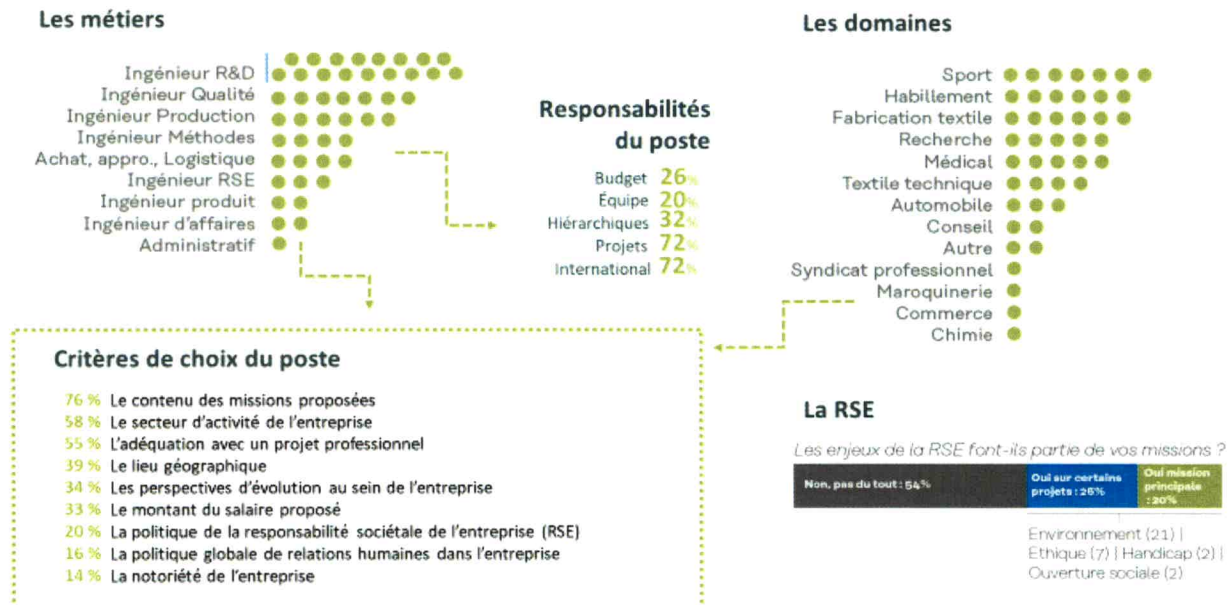 Les métiers
Ingénieur R&D
Ingénieur Qualité
Ingénieur Production
Ingénieur Méthodes
Achat, appro., Logistique
Ingénieur RSE
Ingénieur produit
Ingénieur d'affaires
Administratif
Responsabilités
du poste
Budget 26%
Équipe 20%
Hiérarchiques 32%
Projets 72%
International 72%
Les domaines
Sport
Habillement
Fabrication textile
Recherche
Médical
Textile technique
Automobile
Conseil
Autre
Syndicat professionnel
Maroquinerie
Commerce
Chimie
Critères de choix du poste
76 % Le contenu des missions proposées
58 % Le secteur d'activité de l'entreprise
55 % L'adéquation avec un projet professionnel
39 % Le lieu géographique
34 % Les perspectives d'évolution au sein de l'entreprise
33 % Le montant du salaire proposé
20 % La politique de la responsabilité sociétale de l'entreprise (RSE)
16 % La politique globale de relations humaines dans l'entreprise
14 % La notoriété de l'entreprise
La RSE
Les enjeux de la RSE font-ils partie de vos missions ?
Non, pas du tout : 54%
Oui sur certains
projets : 26%
Oui mission
principale
: 20%
Environnement (21) |
Ethique (7) | Handicap (2) |
Ouverture sociale (2)